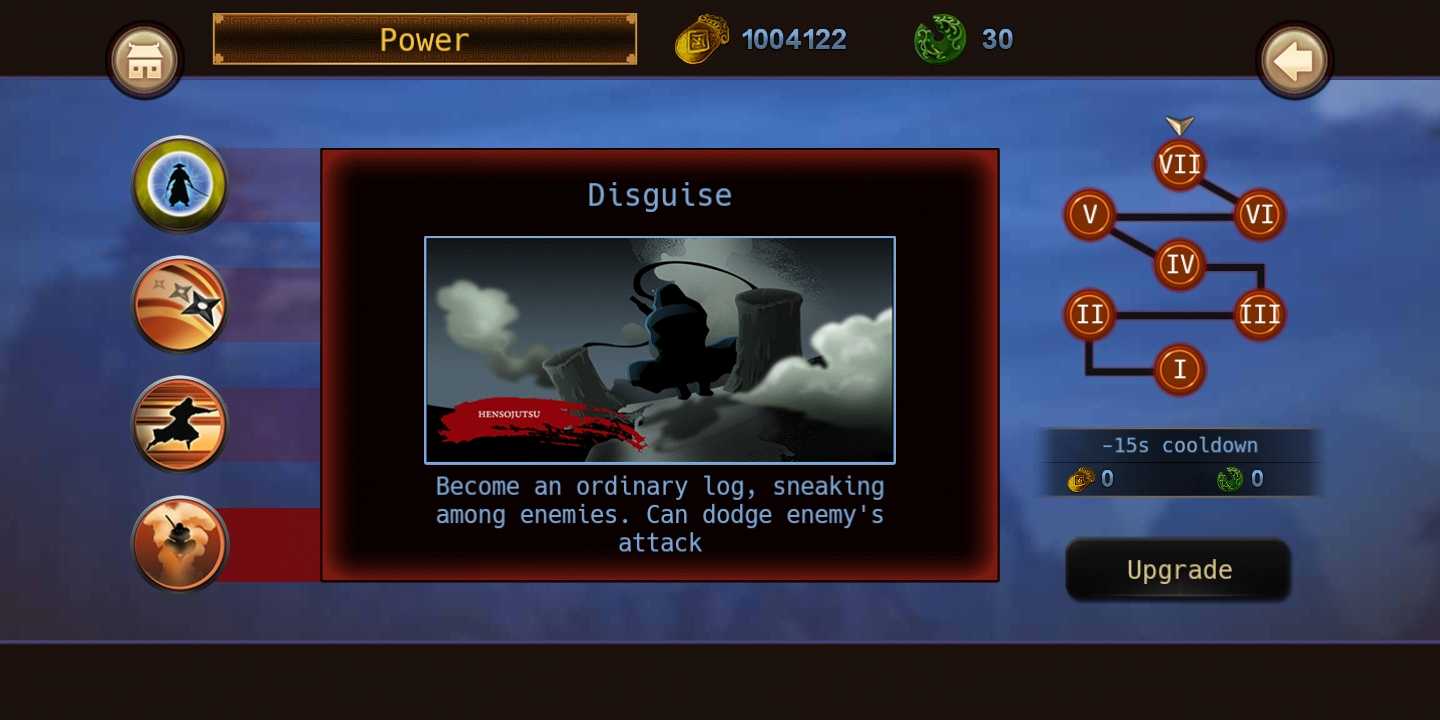 Power
1004122
30
Disguise
HENSOJUTSU
Become an ordinary log, sneaking
among enemies. Can dodge enemy's
attack
VII
V
VI
IV
II
III
I
-15s cooldown
0
0
Upgrade